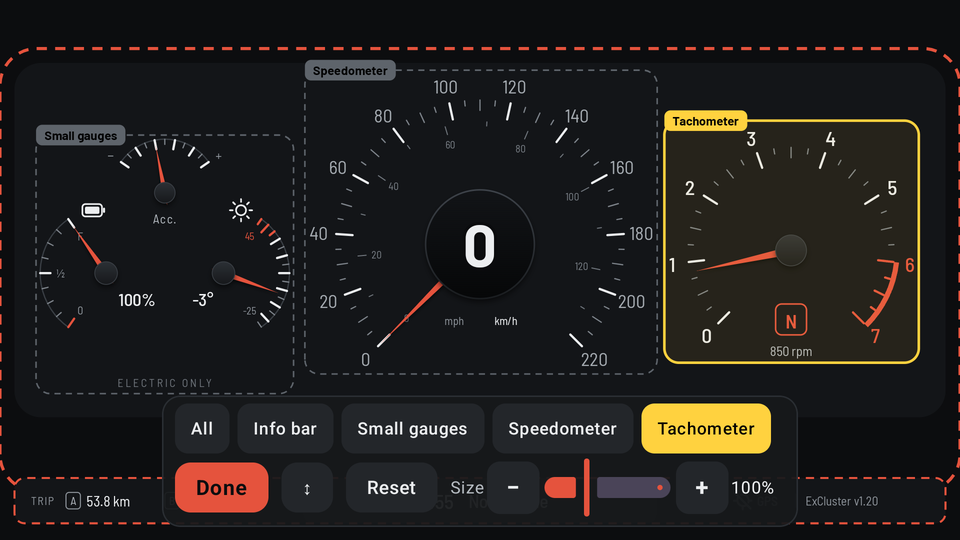 Speedometer
100
120
80
140
60
80
60
160
40
100
40
180
20
120
20
200
0
0
mph
km/h
0
220
Small gauges
−
+
Acc.
F
45
½
0
100%
-3°
-25
ELECTRIC ONLY
Tachometer
3
4
2
5
1
6
0
N
7
850 rpm
All
Info bar
Small gauges
Speedometer
Tachometer
Done
↕
Reset
Size
−
+
100%
TRIP
A
53.8 km
ExCluster v1.20